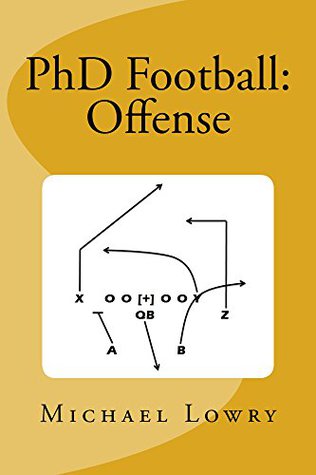 PhD Football:
Offense
X O O [+] O O Y
QB Z
A B
Michael Lowry